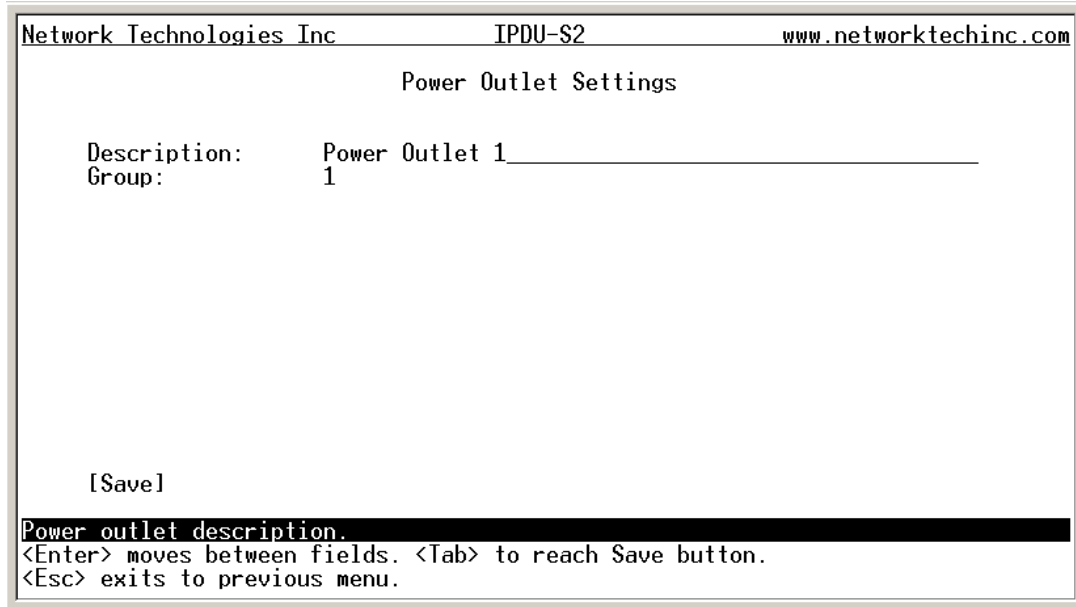 Network Technologies Inc IPDU-S2 www.networktechinc.com
Power Outlet Settings
Description: Power Outlet 1
Group: 1
[Save]
Power outlet description.
<Enter> moves between fields. <Tab> to reach Save button.
<Esc> exits to previous menu.